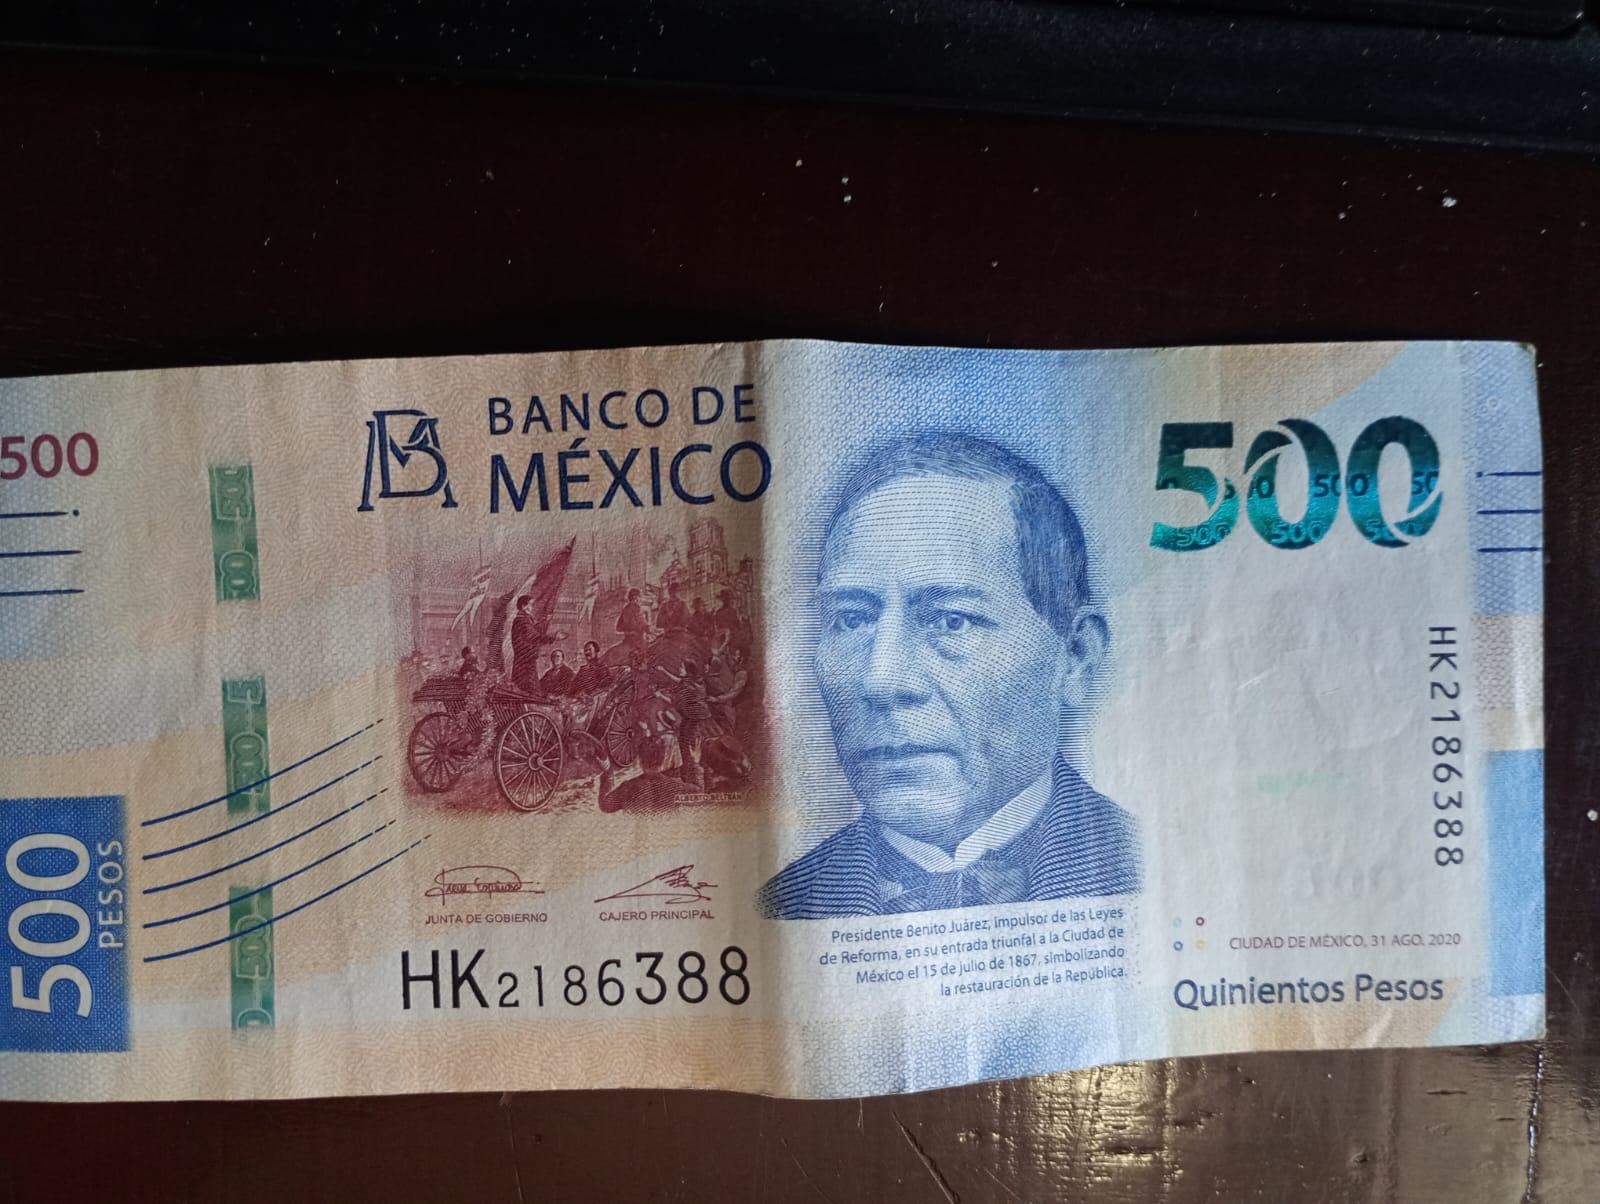 500
BANCO DE
MÉXICO
500
HK2186388
ALBERTO BELTRÁN
500
PESOS
JUNTA DE GOBIERNO
CAJERO PRINCIPAL
HK2186388
Presidente Benito Juárez, impulsor de las Leyes
de Reforma, en su entrada triunfal a la Ciudad de
México el 15 de julio de 1867, simbolizando
la restauración de la República.
CIUDAD DE MÉXICO, 31 AGO. 2020
Quinientos Pesos